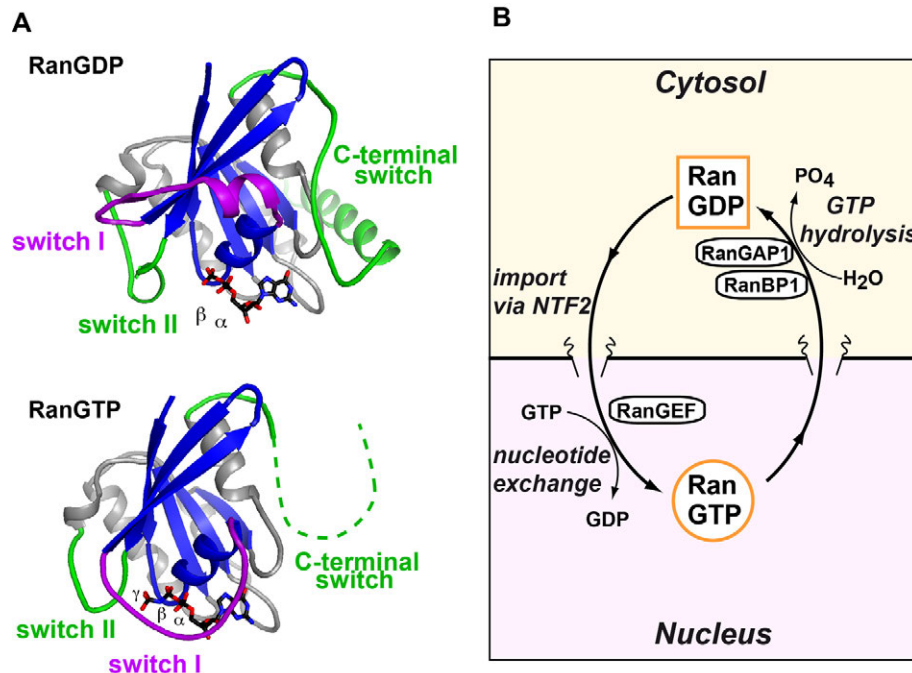 A
RanGDP
C-terminal
switch
switch I
switch II
β α
RanGTP
C-terminal
switch
γ
β α
switch II
switch I
B
Cytosol
Ran
GDP
PO4
GTP
hydrolysis
RanGAP1
RanBP1
H2O
import
via NTF2
GTP
RanGEF
nucleotide
exchange
GDP
Ran
GTP
Nucleus